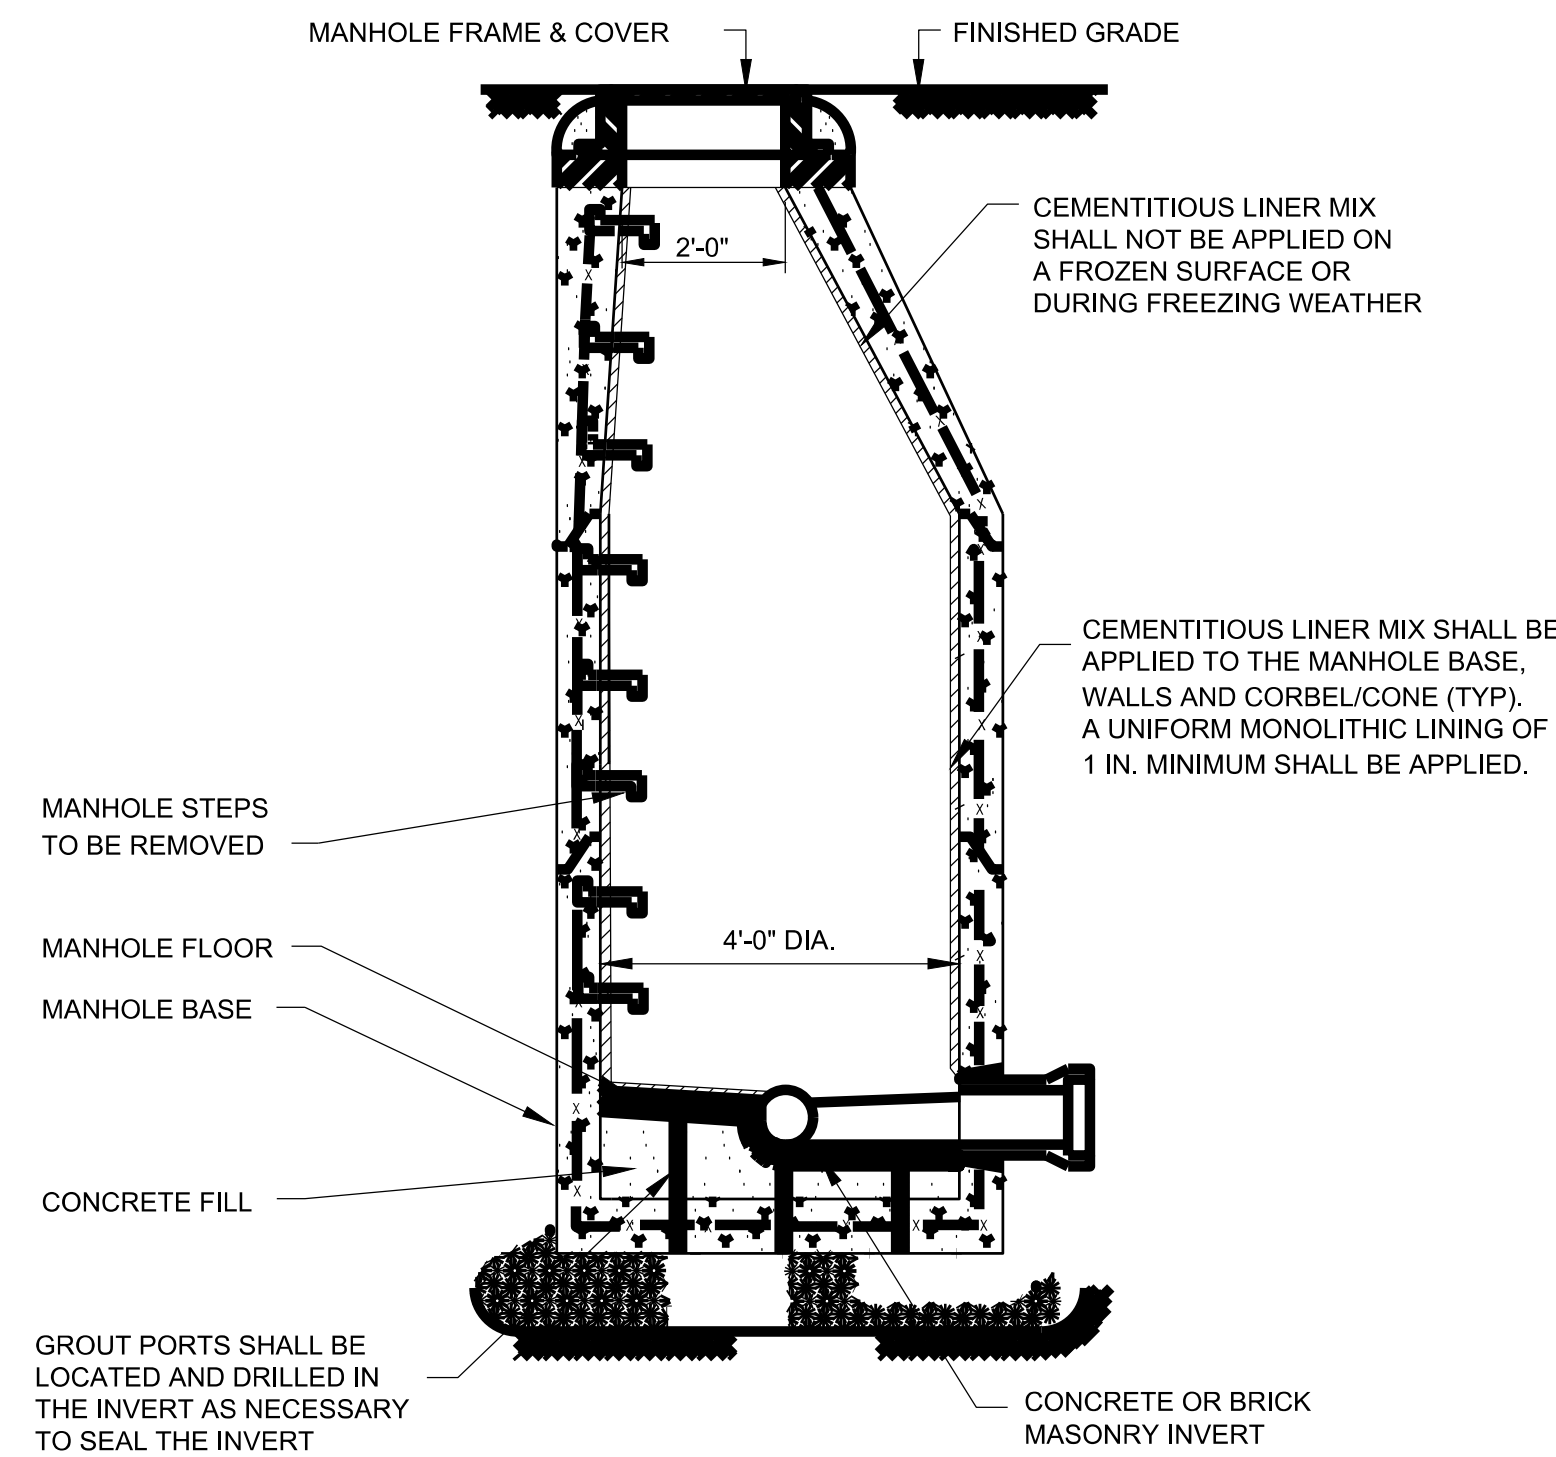 MANHOLE FRAME & COVER
FINISHED GRADE
CEMENTITIOUS LINER MIX
SHALL NOT BE APPLIED ON
A FROZEN SURFACE OR
DURING FREEZING WEATHER
2'-0"
CEMENTITIOUS LINER MIX SHALL BE
APPLIED TO THE MANHOLE BASE,
WALLS AND CORBEL/CONE (TYP).
A UNIFORM MONOLITHIC LINING OF
1 IN. MINIMUM SHALL BE APPLIED.
MANHOLE STEPS
TO BE REMOVED
MANHOLE FLOOR
4'-0" DIA.
MANHOLE BASE
CONCRETE FILL
GROUT PORTS SHALL BE
LOCATED AND DRILLED IN
THE INVERT AS NECESSARY
TO SEAL THE INVERT
CONCRETE OR BRICK
MASONRY INVERT